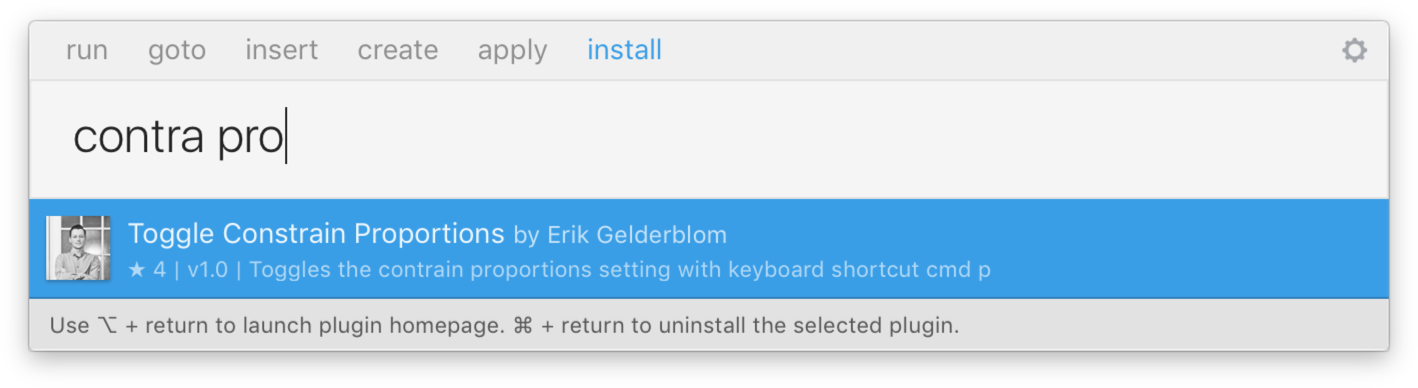 run goto insert create apply install
contra pro
Toggle Constrain Proportions by Erik Gelderblom
★ 4 | v1.0 | Toggles the contrain proportions setting with keyboard shortcut cmd p
Use ⌥ + return to launch plugin homepage. ⌘ + return to uninstall the selected plugin.